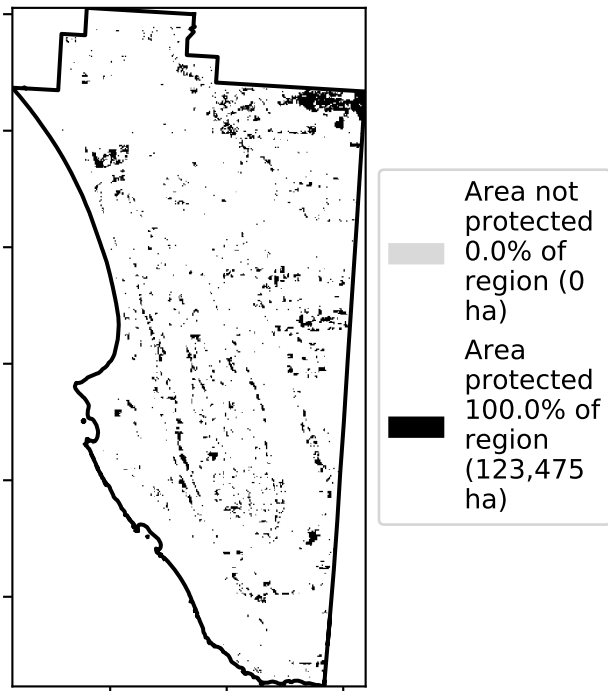 Area not
protected
0.0% of
region (0
ha)
Area
protected
100.0% of
region
(123,475
ha)